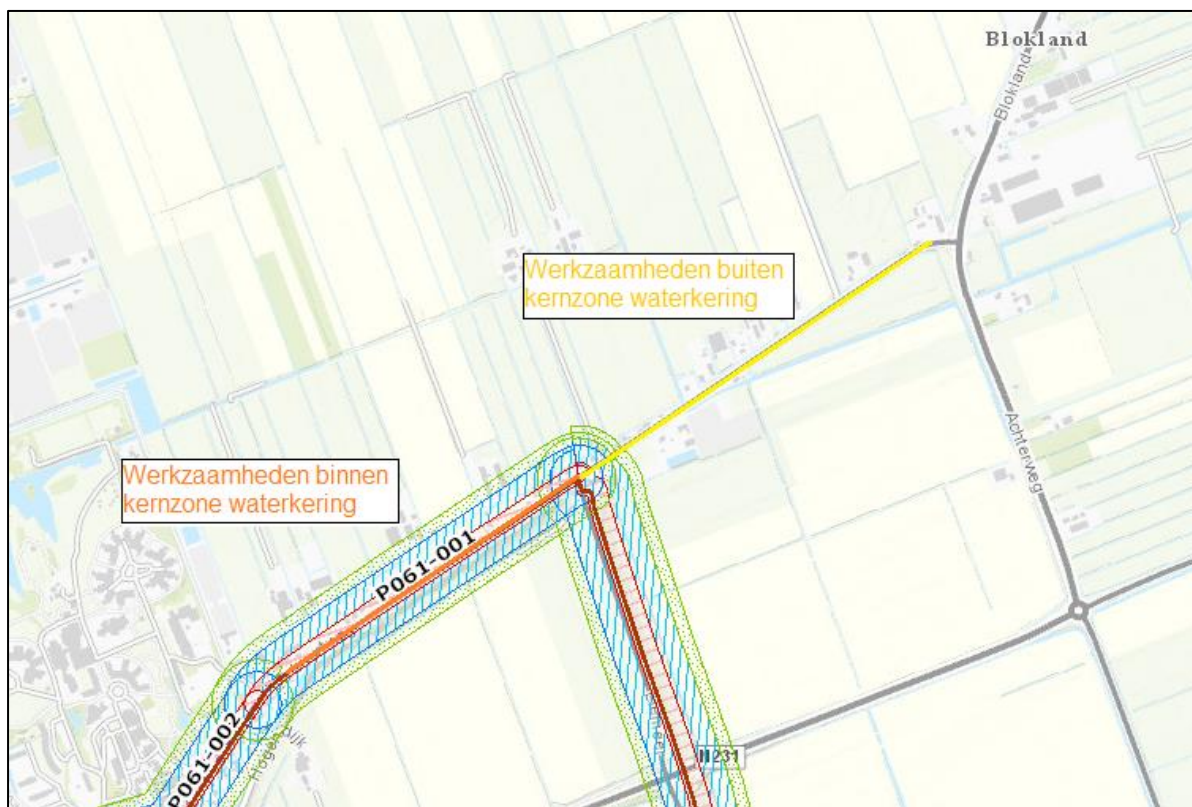 Blokland
Blokland
Werkzaamheden buiten
kernzone waterkering
Achterweg
Werkzaamheden binnen
kernzone waterkering
P061-001
P061-002
N231